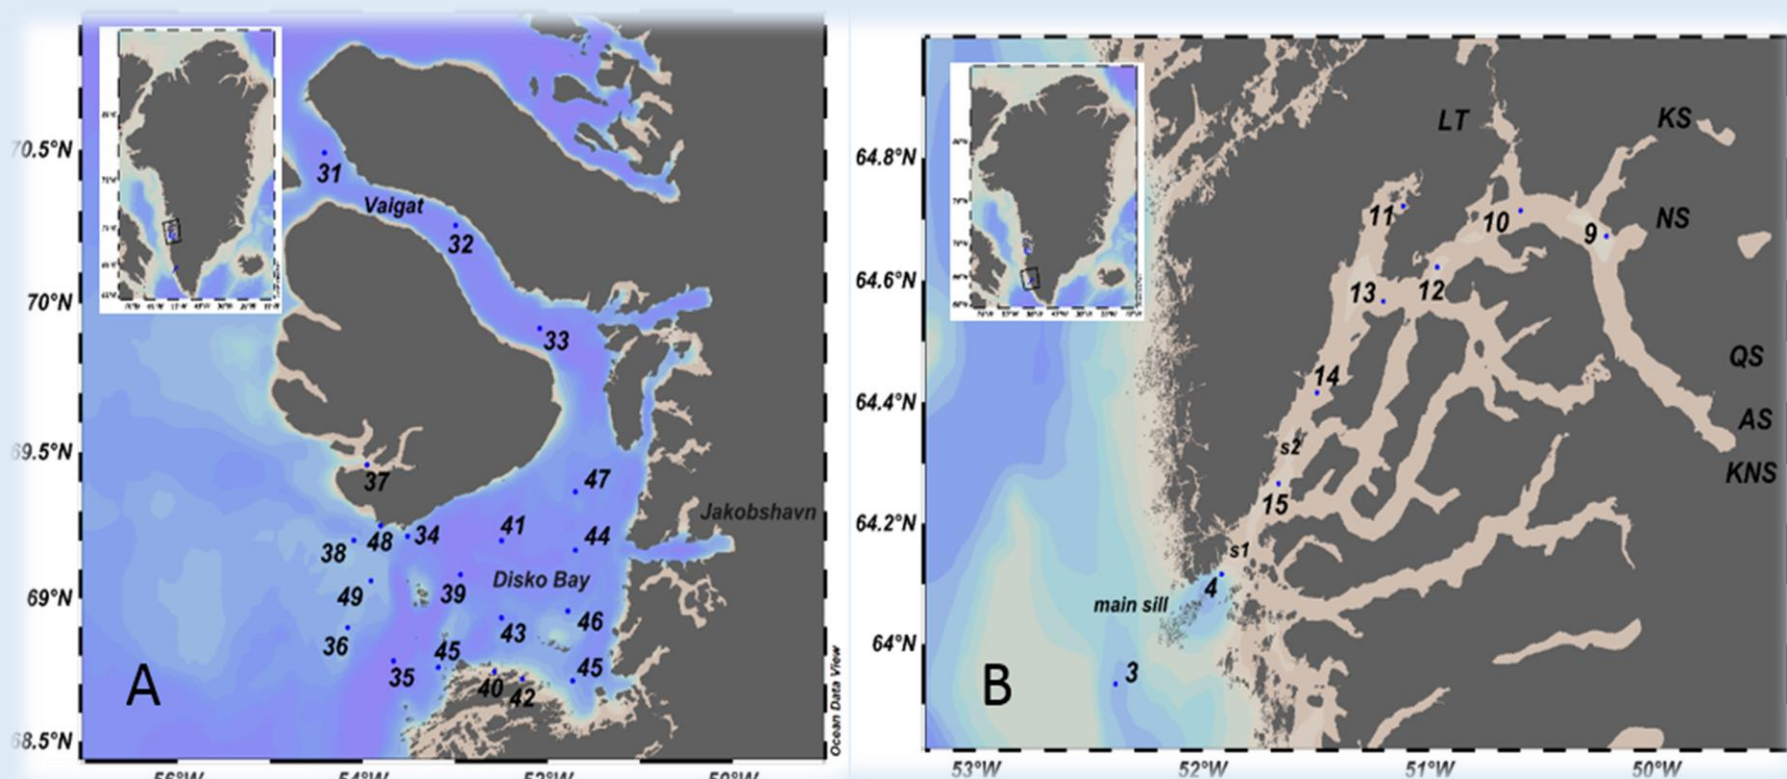 70.5°N
70°N
69.5°N
69°N
68.5°N
31
Vaigat
32
33
37
47
Jakobshavn
41
48
34
44
38
Disko Bay
49
39
46
36
43
45
35
45
40
42
A
Ocean Data View
56°W
54°W
52°W
50°W
LT
KS
64.8°N
11
10
NS
9
64.6°N
13
12
QS
14
64.4°N
AS
s2
KNS
15
64.2°N
s1
4
main sill
64°N
3
B
53°W
52°W
51°W
50°W